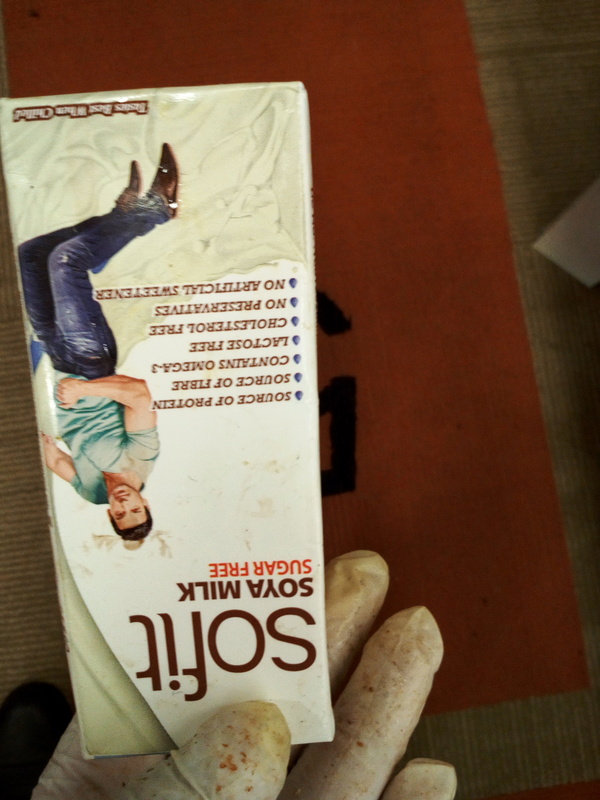 sofit
SOYA MILK
SUGAR FREE
SOURCE OF PROTEIN
SOURCE OF FIBRE
CONTAINS OMEGA-3
LACTOSE FREE
CHOLESTEROL FREE
NO PRESERVATIVES
NO ARTIFICIAL SWEETENER
Tastes Best When Chilled